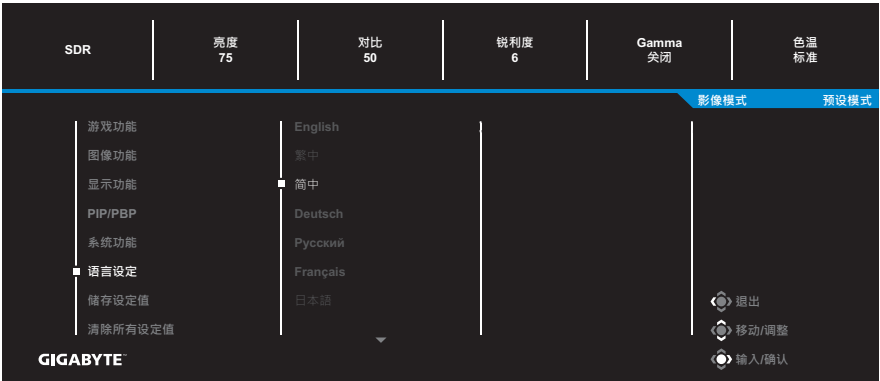 SDR
亮度
75
对比
50
锐利度
6
Gamma
关闭
色温
标准
影像模式 预设模式
游戏功能
图像功能
显示功能
PIP/PBP
系统功能
语言设定
储存设定值
清除所有设定值
English
繁中
简中
Deutsch
Русский
Français
日本語
退出
移动/调整
输入/确认
GIGABYTE™